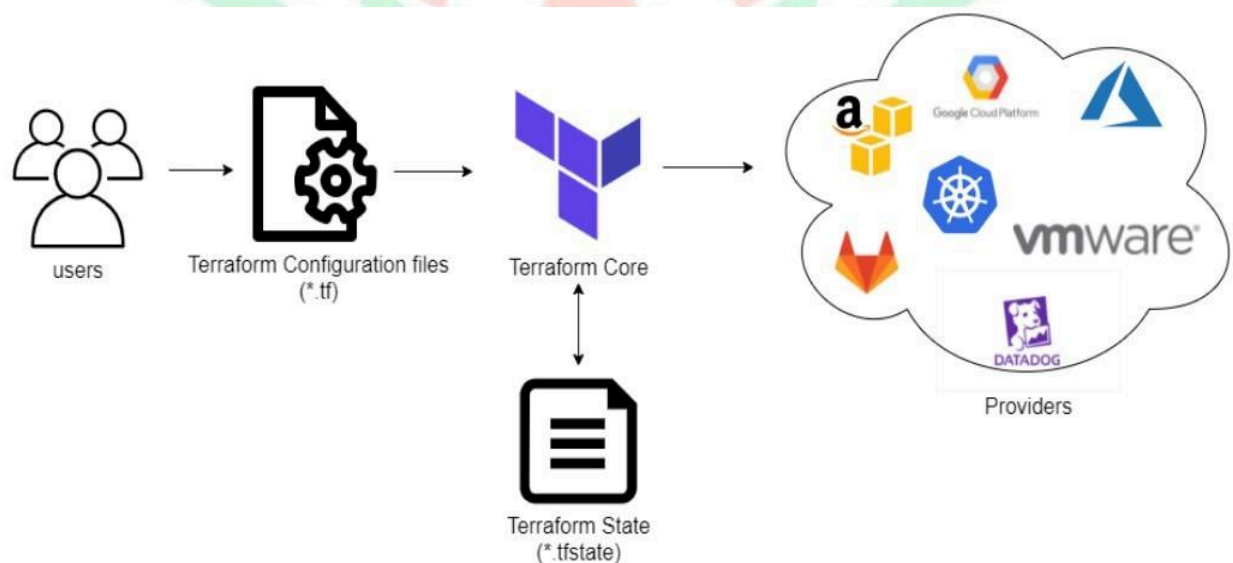 users
Terraform Configuration files
(*.tf)
Terraform Core
Terraform State
(*.tfstate)
a
Google Cloud Platform
vmware®
DATADOG
Providers